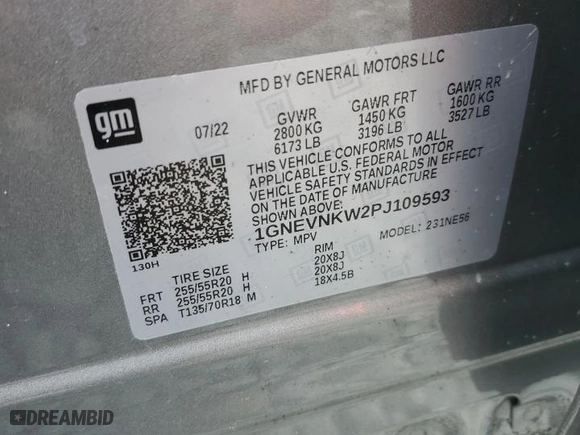 MFD BY GENERAL MOTORS LLC
gm
07/22
GVWR
2800 KG
6173 LB
GAWR FRT
1450 KG
3196 LB
GAWR RR
1600 KG
3527 LB
THIS VEHICLE CONFORMS TO ALL
APPLICABLE U.S. FEDERAL MOTOR
VEHICLE SAFETY STANDARDS IN EFFECT
ON THE DATE OF MANUFACTURE
SHOWN ABOVE.
1GNEVNKW2PJ109593
TYPE: MPV MODEL: 231NE56
130H
TIRE SIZE RIM
FRT 255/55R20 H 20X8J
RR 255/55R20 H 20X8J
SPA T135/70R18 M 18X4.5B
DREAMBID